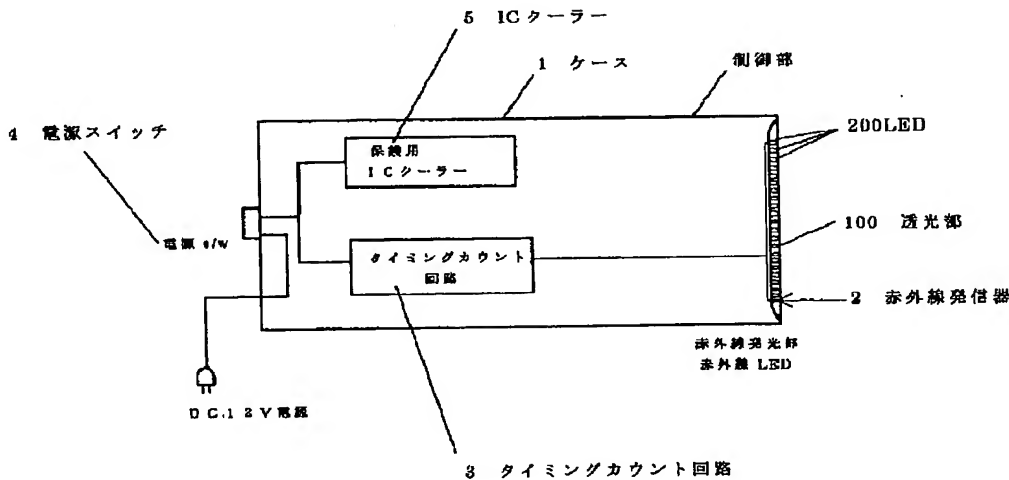 5 ICクーラー
1 ケース
制御部
4 電源スイッチ
200LED
保険用
ICクーラー
100 透光部
電源 s/w
タイミングカウント
回路
2 赤外線発信器
赤外線発光部
赤外線 LED
DC.12V電源
3 タイミングカウント回路